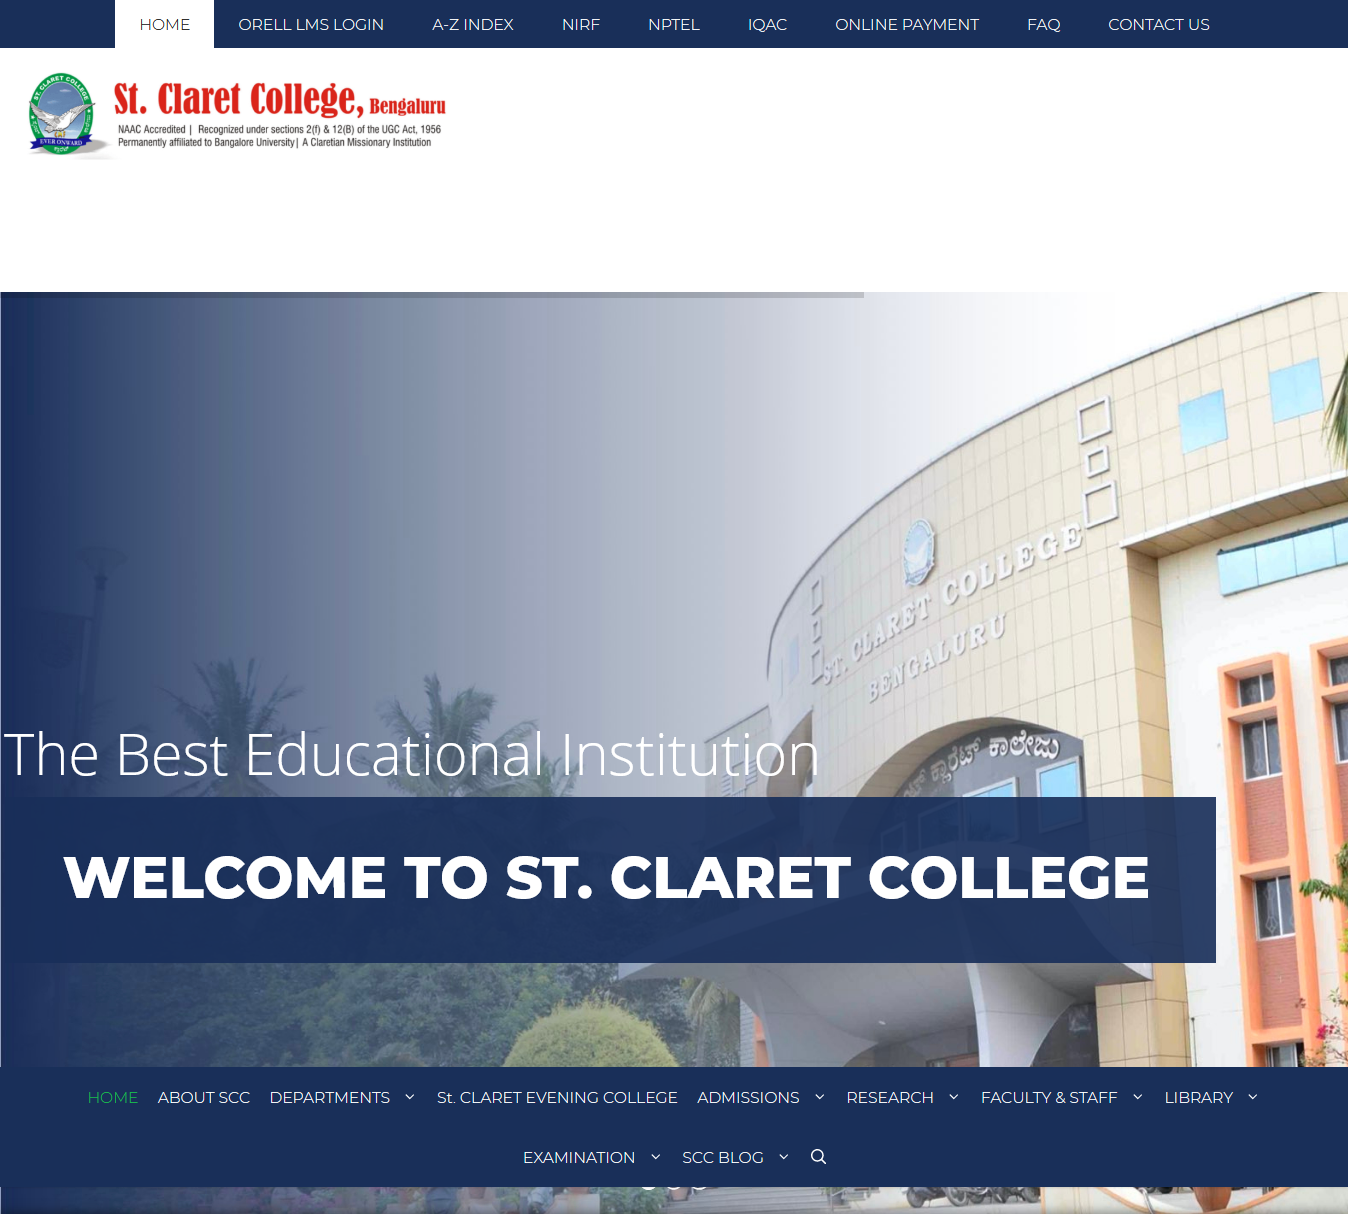 HOME ORELL LMS LOGIN A-Z INDEX NIRF NPTEL IQAC ONLINE PAYMENT FAQ CONTACT US
ST. CLARET COLLEGE
EVER ONWARD
St. Claret College, Bengaluru
NAAC Accredited | Recognized under sections 2(f) & 12(B) of the UGC Act, 1956
Permanently affiliated to Bangalore University | A Claretian Missionary Institution
ST. CLARET COLLEGE
BENGALURU
ಕ್ಲಾರೆಟ್ ಕಾಲೇಜು
The Best Educational Institution
WELCOME TO ST. CLARET COLLEGE
HOME ABOUT SCC DEPARTMENTS St. CLARET EVENING COLLEGE ADMISSIONS RESEARCH FACULTY & STAFF LIBRARY
EXAMINATION SCC BLOG